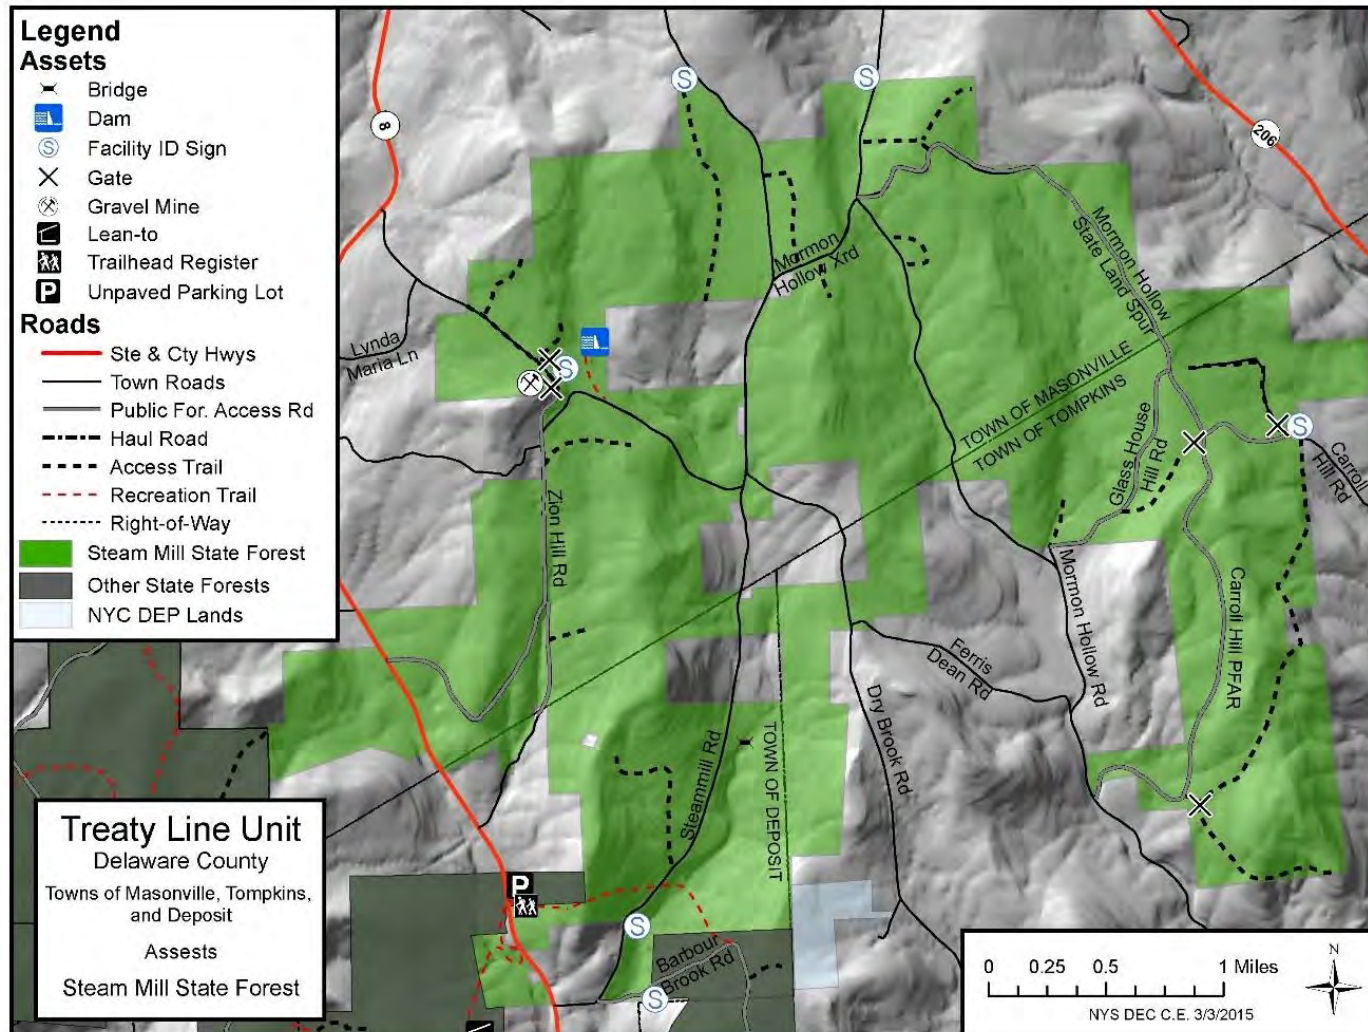 Legend
Assets
Bridge
Dam
S
Facility ID Sign
Gate
Gravel Mine
Lean-to
Trailhead Register
P
Unpaved Parking Lot
Roads
Ste & Cty Hwys
Town Roads
Public For. Access Rd
Haul Road
Access Trail
Recreation Trail
Right-of-Way
Steam Mill State Forest
Other State Forests
NYC DEP Lands
8
206
S
S
Mormon
Hollow Xrd
Mormon Hollow
State Land Spur
Lynda
Maria Ln
S
TOWN OF MASONVILLE
TOWN OF TOMPKINS
Glass House
Hill Rd
S
Carroll
Hill Rd
Zion Hill Rd
Mormon Hollow Rd
Carroll Hill PFAR
Ferris
Dean Rd
Dry Brook Rd
Steammill Rd
TOWN OF DEPOSIT
P
S
Barbour
Brook Rd
S
Treaty Line Unit
Delaware County
Towns of Masonville, Tompkins,
and Deposit
Assests
Steam Mill State Forest
0 0.25 0.5 1 Miles
NYS DEC C.E. 3/3/2015
N